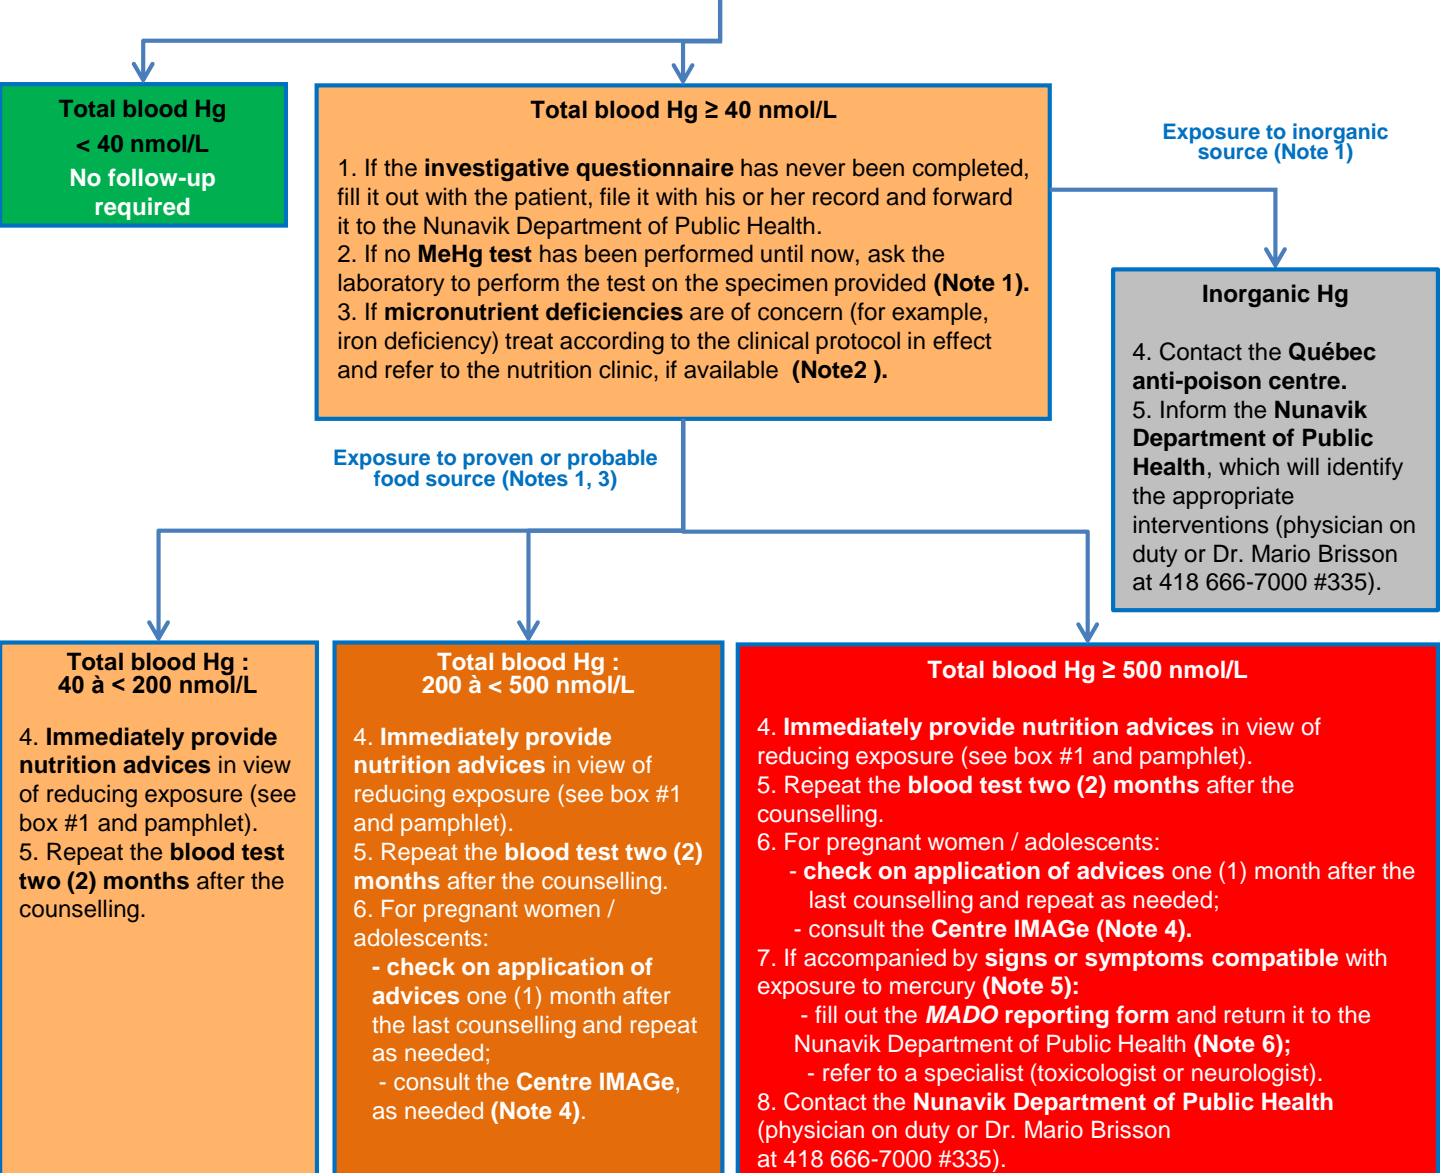 Total blood Hg
< 40 nmol/L
No follow-up
required
Total blood Hg ≥ 40 nmol/L
1. If the investigative questionnaire has never been completed,
fill it out with the patient, file it with his or her record and forward
it to the Nunavik Department of Public Health.
2. If no MeHg test has been performed until now, ask the
laboratory to perform the test on the specimen provided (Note 1).
3. If micronutrient deficiencies are of concern (for example,
iron deficiency) treat according to the clinical protocol in effect
and refer to the nutrition clinic, if available (Note2 ).
Exposure to inorganic
source (Note 1)
Inorganic Hg
4. Contact the Québec
anti-poison centre.
5. Inform the Nunavik
Department of Public
Health, which will identify
the appropriate
interventions (physician on
duty or Dr. Mario Brisson
at 418 666-7000 #335).
Exposure to proven or probable
food source (Notes 1, 3)
Total blood Hg :
40 à < 200 nmol/L
4. Immediately provide
nutrition advices in view
of reducing exposure (see
box #1 and pamphlet).
5. Repeat the blood test
two (2) months after the
counselling.
Total blood Hg :
200 à < 500 nmol/L
4. Immediately provide
nutrition advices in view of
reducing exposure (see box #1
and pamphlet).
5. Repeat the blood test two (2)
months after the counselling.
6. For pregnant women /
adolescents:
- check on application of
advices one (1) month after
the last counselling and repeat
as needed;
- consult the Centre IMAGe,
as needed (Note 4).
Total blood Hg ≥ 500 nmol/L
4. Immediately provide nutrition advices in view of
reducing exposure (see box #1 and pamphlet).
5. Repeat the blood test two (2) months after the
counselling.
6. For pregnant women / adolescents:
- check on application of advices one (1) month after the
last counselling and repeat as needed;
- consult the Centre IMAGe (Note 4).
7. If accompanied by signs or symptoms compatible with
exposure to mercury (Note 5):
- fill out the MADO reporting form and return it to the
Nunavik Department of Public Health (Note 6);
- refer to a specialist (toxicologist or neurologist).
8. Contact the Nunavik Department of Public Health
(physician on duty or Dr. Mario Brisson
at 418 666-7000 #335).